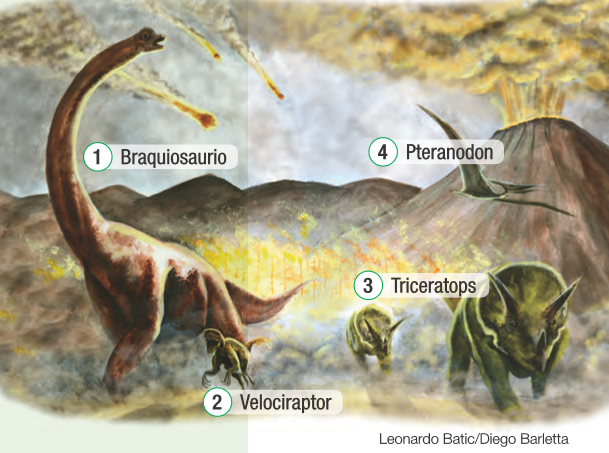 1 Braquiosaurio
4 Pteranodon
3 Triceratops
2 Velociraptor
Leonardo Batic/Diego Barletta